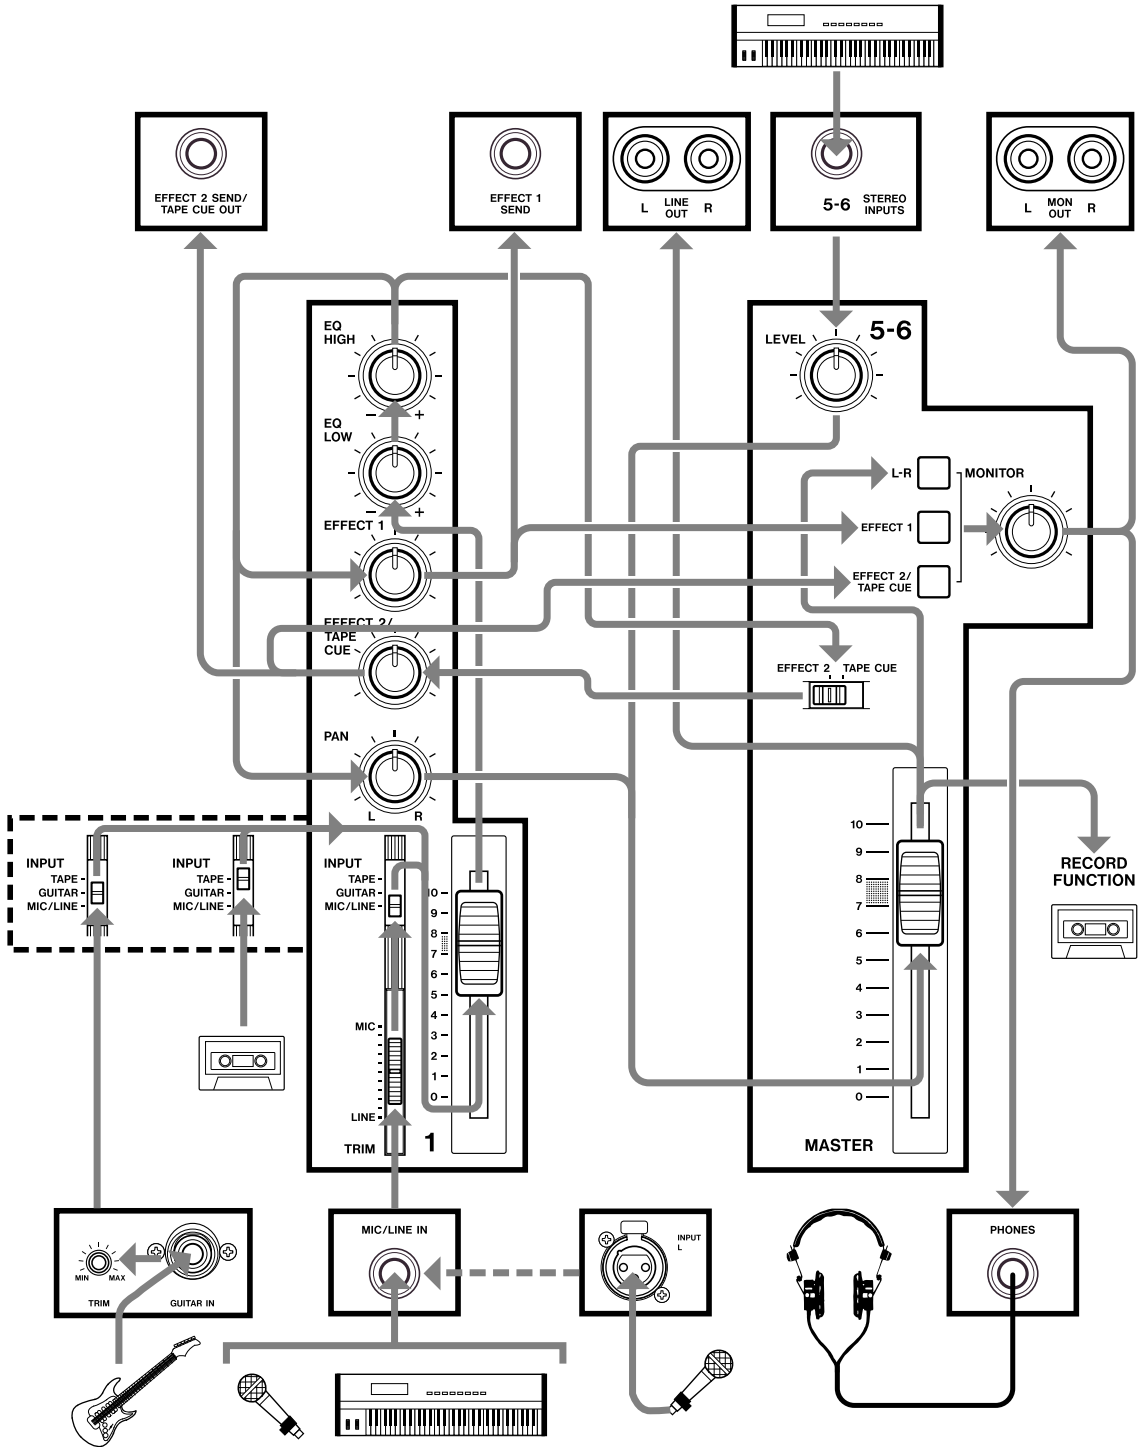 EFFECT 2 SEND/
TAPE CUE OUT
EFFECT 1
SEND
L LINE OUT R
5-6 STEREO INPUTS
L MON OUT R
EQ
HIGH
− +
EQ
LOW
− +
EFFECT 1
EFFECT 2/
TAPE
CUE
PAN
L R
LEVEL
5-6
L-R
MONITOR
EFFECT 1
EFFECT 2/
TAPE CUE
EFFECT 2 TAPE CUE
INPUT
TAPE
GUITAR
MIC/LINE
INPUT
TAPE
GUITAR
MIC/LINE
INPUT
TAPE
GUITAR
MIC/LINE
10
9
8
7
6
5
4
3
2
1
0
MIC
LINE
TRIM
1
10
9
8
7
6
5
4
3
2
1
0
MASTER
RECORD
FUNCTION
MIN MAX
TRIM
GUITAR IN
MIC/LINE IN
INPUT
L
PHONES